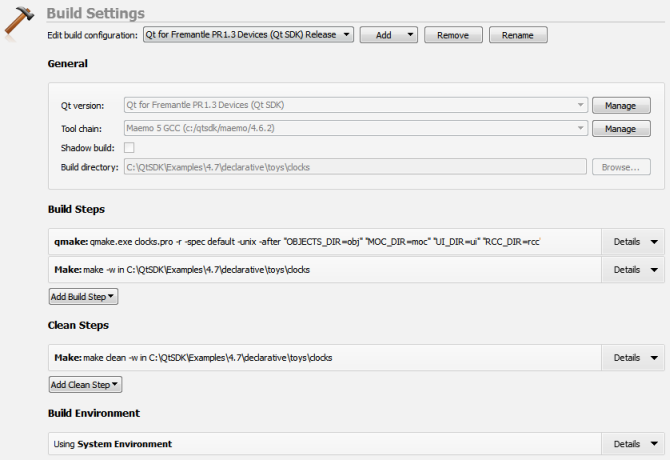 Build Settings
Edit build configuration: Qt for Fremantle PR1.3 Devices (Qt SDK) Release Add Remove Rename
General
Qt version: Qt for Fremantle PR1.3 Devices (Qt SDK) Manage
Tool chain: Maemo 5 GCC (c:/qtsdk/maemo/4.6.2) Manage
Shadow build:
Build directory: C:\QtSDK\Examples\4.7\declarative\toys\clocks Browse...
Build Steps
qmake: qmake.exe clocks.pro -r -spec default -unix -after "OBJECTS_DIR=obj" "MOC_DIR=moc" "UI_DIR=ui" "RCC_DIR=rcc' Details
Make: make -w in C:\QtSDK\Examples\4.7\declarative\toys\clocks Details
Add Build Step
Clean Steps
Make: make clean -w in C:\QtSDK\Examples\4.7\declarative\toys\clocks Details
Add Clean Step
Build Environment
Using System Environment Details